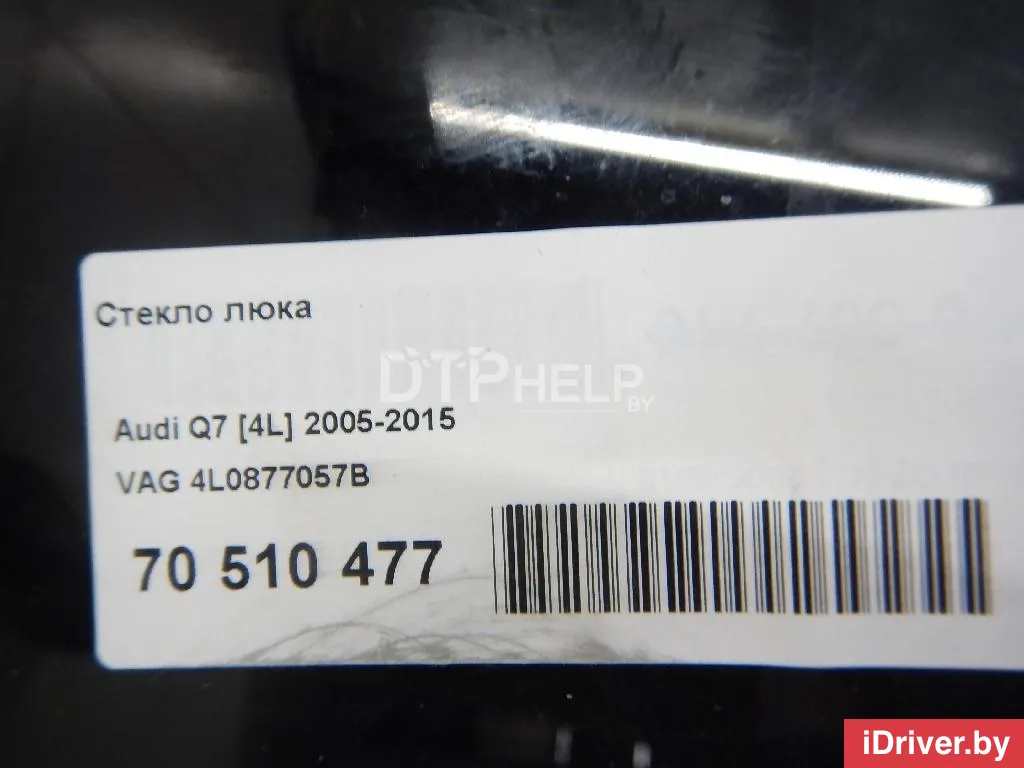 Стекло люка
DTPHELP.BY
Audi Q7 [4L] 2005-2015
VAG 4L0877057B
70 510 477
iDriver.by